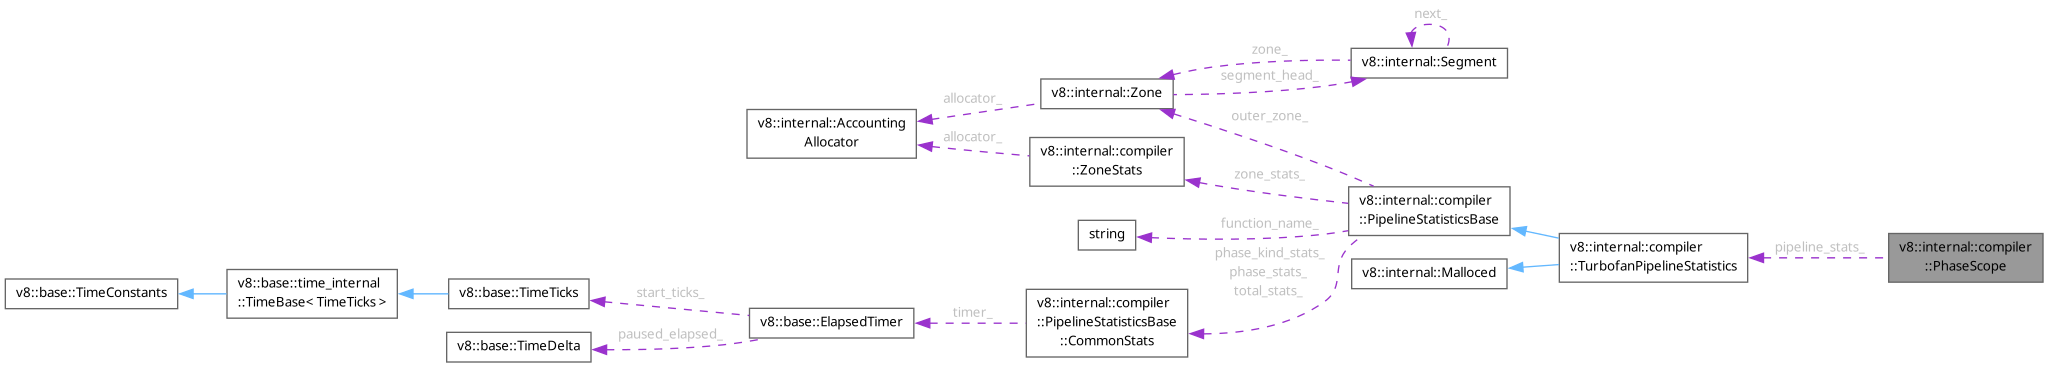 next_
zone_
v8::internal::Segment
segment_head_
v8::internal::Zone
allocator_
v8::internal::Accounting
Allocator
outer_zone_
allocator_
v8::internal::compiler
::ZoneStats
zone_stats_
v8::internal::compiler
::PipelineStatisticsBase
function_name_
string
v8::internal::compiler
::TurbofanPipelineStatistics
pipeline_stats_
v8::internal::compiler
::PhaseScope
phase_kind_stats_
phase_stats_
total_stats_
v8::internal::Malloced
v8::base::TimeConstants
v8::base::time_internal
::TimeBase< TimeTicks >
v8::base::TimeTicks
start_ticks_
v8::base::ElapsedTimer
timer_
v8::internal::compiler
::PipelineStatisticsBase
::CommonStats
paused_elapsed_
v8::base::TimeDelta